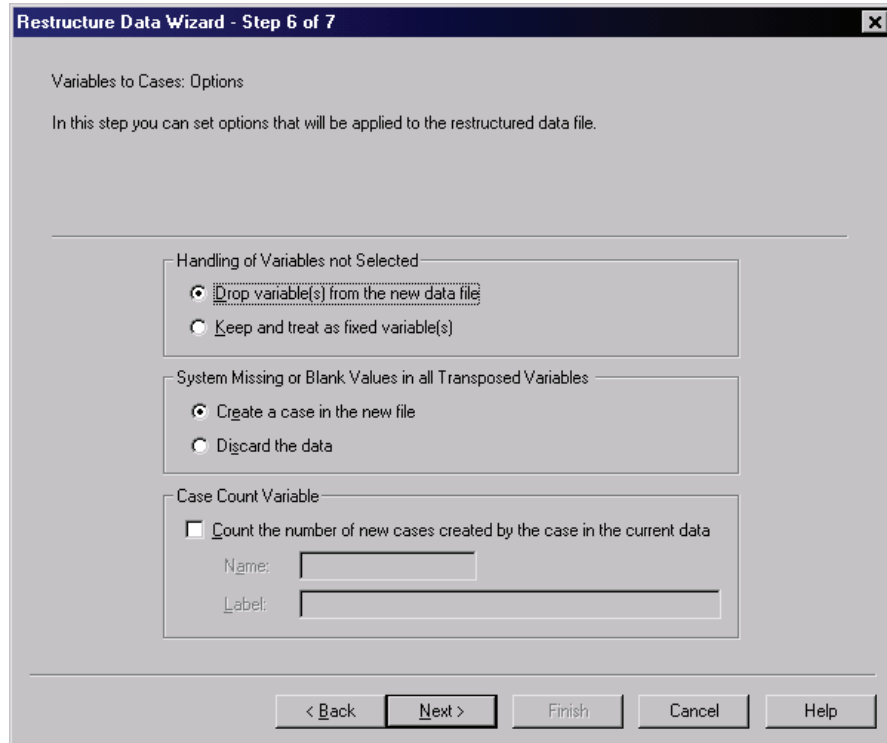 Restructure Data Wizard - Step 6 of 7
Variables to Cases: Options
In this step you can set options that will be applied to the restructured data file.
Handling of Variables not Selected
Drop variable(s) from the new data file
Keep and treat as fixed variable(s)
System Missing or Blank Values in all Transposed Variables
Create a case in the new file
Discard the data
Case Count Variable
Count the number of new cases created by the case in the current data
Name:
Label:
< Back Next > Finish Cancel Help